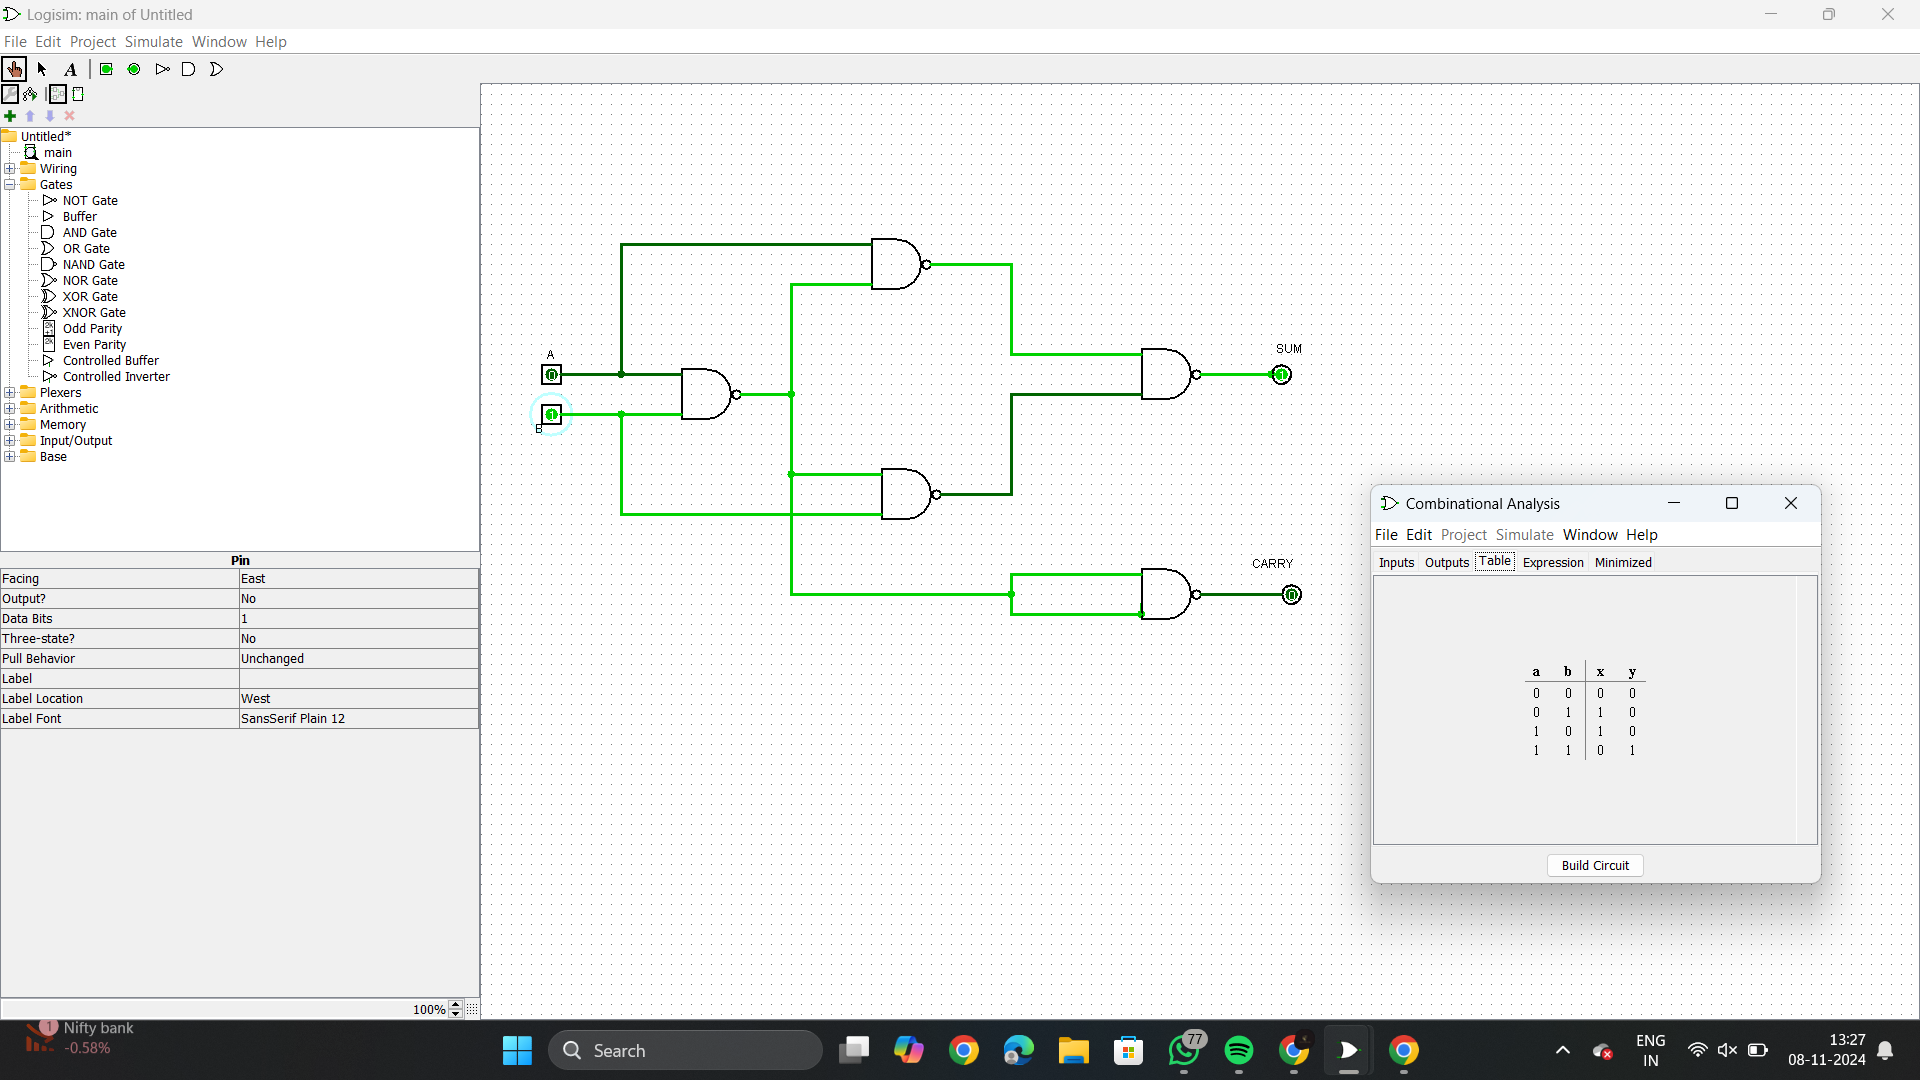 Logisim: main of Untitled
File Edit Project Simulate Window Help
A
Untitled*
main
Wiring
Gates
NOT Gate
Buffer
AND Gate
OR Gate
NAND Gate
NOR Gate
XOR Gate
XNOR Gate
Odd Parity
Even Parity
Controlled Buffer
Controlled Inverter
Plexers
Arithmetic
Memory
Input/Output
Base
Pin
Facing East
Output? No
Data Bits 1
Three-state? No
Pull Behavior Unchanged
Label
Label Location West
Label Font SansSerif Plain 12
100%
A
0
1
B
SUM
1
CARRY
0
Combinational Analysis
File Edit Project Simulate Window Help
Inputs Outputs Table Expression Minimized
a b x y
0 0 0 0
0 1 1 0
1 0 1 0
1 1 0 1
Build Circuit
1
Nifty bank
-0.58%
Search
77
ENG
IN
13:27
08-11-2024